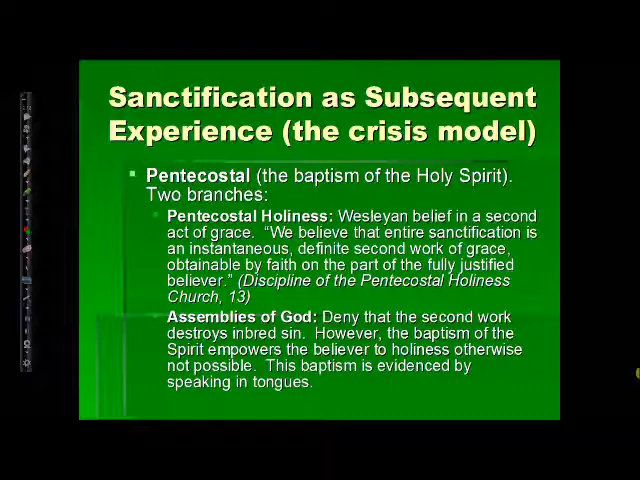 Sanctification as Subsequent
Experience (the crisis model)
Pentecostal (the baptism of the Holy Spirit).
Two branches:
Pentecostal Holiness: Wesleyan belief in a second
act of grace. “We believe that entire sanctification is
an instantaneous, definite second work of grace,
obtainable by faith on the part of the fully justified
believer.” (Discipline of the Pentecostal Holiness
Church, 13)
Assemblies of God: Deny that the second work
destroys inbred sin. However, the baptism of the
Spirit empowers the believer to holiness otherwise
not possible. This baptism is evidenced by
speaking in tongues.